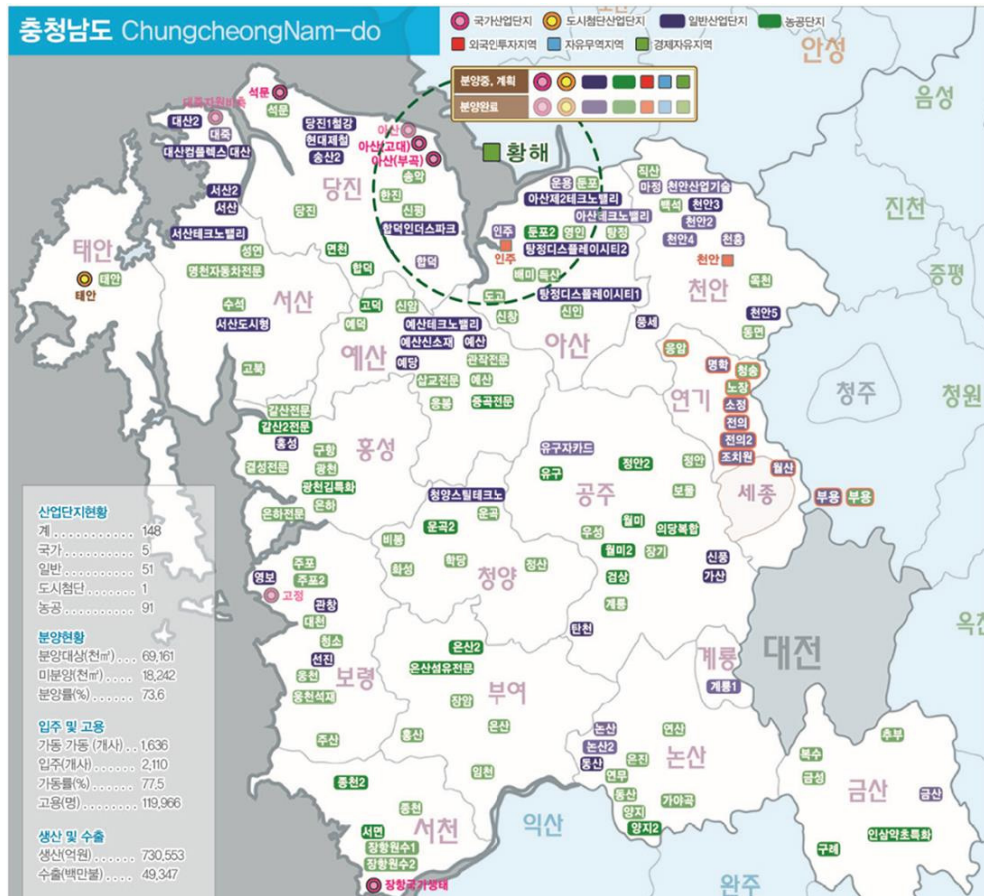 충청남도 ChungcheongNam-do
국가산업단지 도시첨단산업단지 일반산업단지 농공단지
외국인투자지역 자유무역지역 경제자유지역
분양중, 계획
분양완료
안성
음성
진천
증평
청주
청원
대전
익산
완주
황해
석문
석문
대산2
대죽
대산컴플렉스 대산
당진1철강
현대제철
송산2
아산
아산(고대)
아산(부곡)
송악
한진
신평
당진
당진
합덕인더스파크
합덕
면천
합덕
서산2
서산
서산테크노밸리
성연
명천자동차전문
수석
서산도시형
서산
고북
태안
태안
태안
운용 둔포
아산제2테크노밸리
아산테크노밸리
인주
둔포2 영인 탕정
인주
탕정디스플레이시티2
배미 득산
도고
탕정디스플레이시티1
신창
신인
아산
직산
마정 천안산업기술
백석 천안3
천안2
천안4 천흥
천안
목천
천안
천안5
동면
풍세
고덕 신암
예덕
예산테크노밸리
예산신소재 예산
예산
예당
관작전문
삽교전문 예산
응봉
증곡전문
응암
명학 청송
노장
연기
소정
전의
전의2
조치원
월산
세종
부용 부용
갈산전문
갈산2전문
홍성
구항
홍성
결성전문
광천
광천김특화
은하전문
은하
유구자카드
유구
정안2
정안
공주
보물
월미
우성
의당복합
월미2 장기
신풍
검상
가산
계룡
탄천
청양스틸테크노
운곡
운곡2
비봉
학당
화성
정산
청양
영보
주포
주포2
고정
관창
대천
청소
선진
웅천
보령
웅천석재
주산
은산2
은산섬유전문
부여
장암
은산
홍산
임천
계룡
계룡1
논산
논산2
동산
연산
은진
논산
연무
동산
가야곡
양지
양지2
추부
복수
금성
금산
금산
인삼약초특화
구례
종천2
종천
서천
서면
장항원수1
장항원수2
장항국가생태
산업단지현황
계 ............ 148
국가 ............ 5
일반 ............ 51
도시첨단 ............ 1
농공 ............ 91
분양현황
분양대상(천㎡) ... 69,161
미분양(천㎡) ..... 18,242
분양률(%) ..... 73.6
입주 및 고용
가동 가동 (개사) .. 1,636
입주(개사) ....... 2,110
가동률(%) ....... 77.5
고용(명) ....... 119,966
생산 및 수출
생산(억원) ...... 730,553
수출(백만불) ...... 49,347